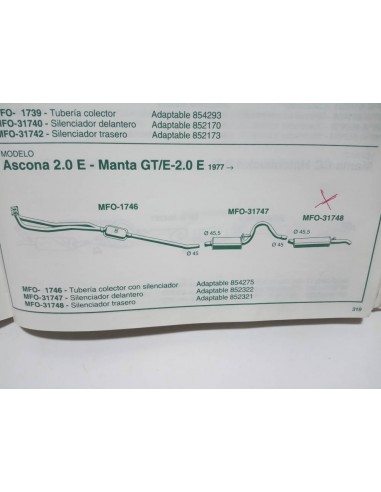 MFO- 1739 - Tubería colector Adaptable 854293
MFO-31740 - Silenciador delantero Adaptable 852170
MFO-31742 - Silenciador trasero Adaptable 852173
MODELO
Ascona 2.0 E - Manta GT/E-2.0 E 1977 →
MFO-1746
MFO-31747
MFO-31748
Ø 45,5
Ø 45,5
Ø 45
Ø 45
MFO- 1746 - Tubería colector con silenciador Adaptable 854275
MFO-31747 - Silenciador delantero Adaptable 852322
MFO-31748 - Silenciador trasero Adaptable 852321